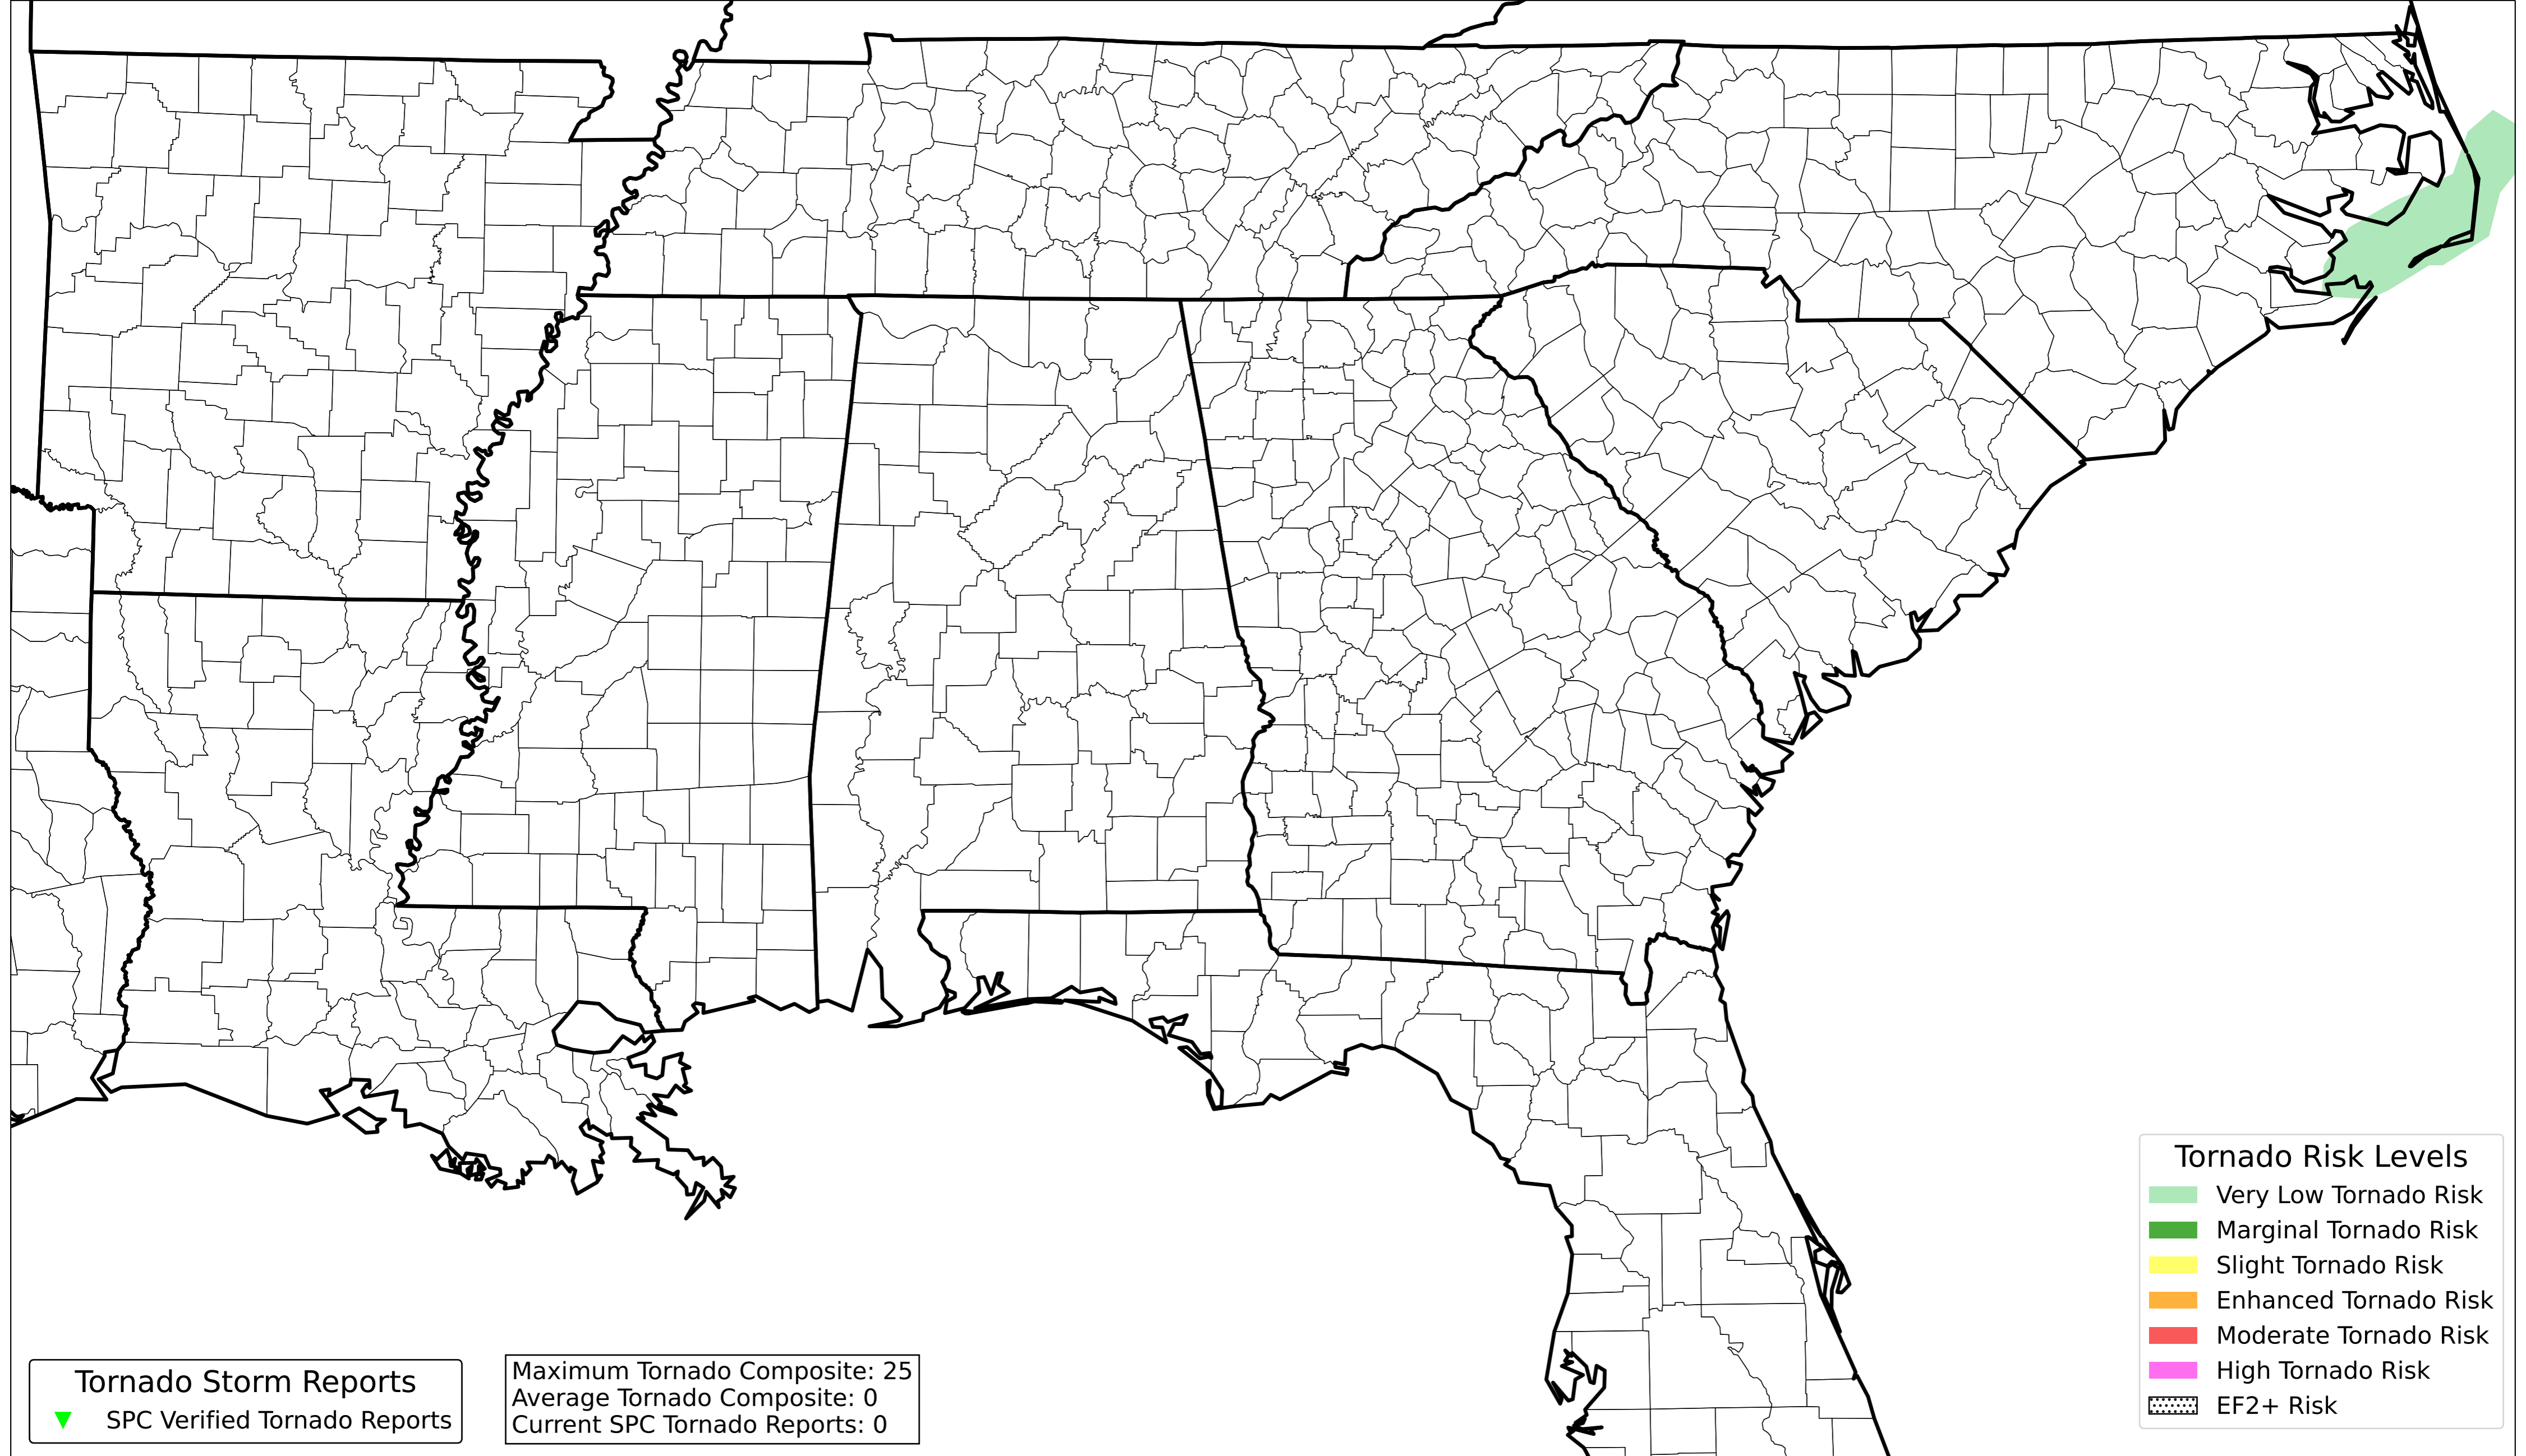 Tornado Risk Levels
Very Low Tornado Risk
Marginal Tornado Risk
Slight Tornado Risk
Enhanced Tornado Risk
Moderate Tornado Risk
High Tornado Risk
EF2+ Risk
Tornado Storm Reports
SPC Verified Tornado Reports
Maximum Tornado Composite: 25
Average Tornado Composite: 0
Current SPC Tornado Reports: 0